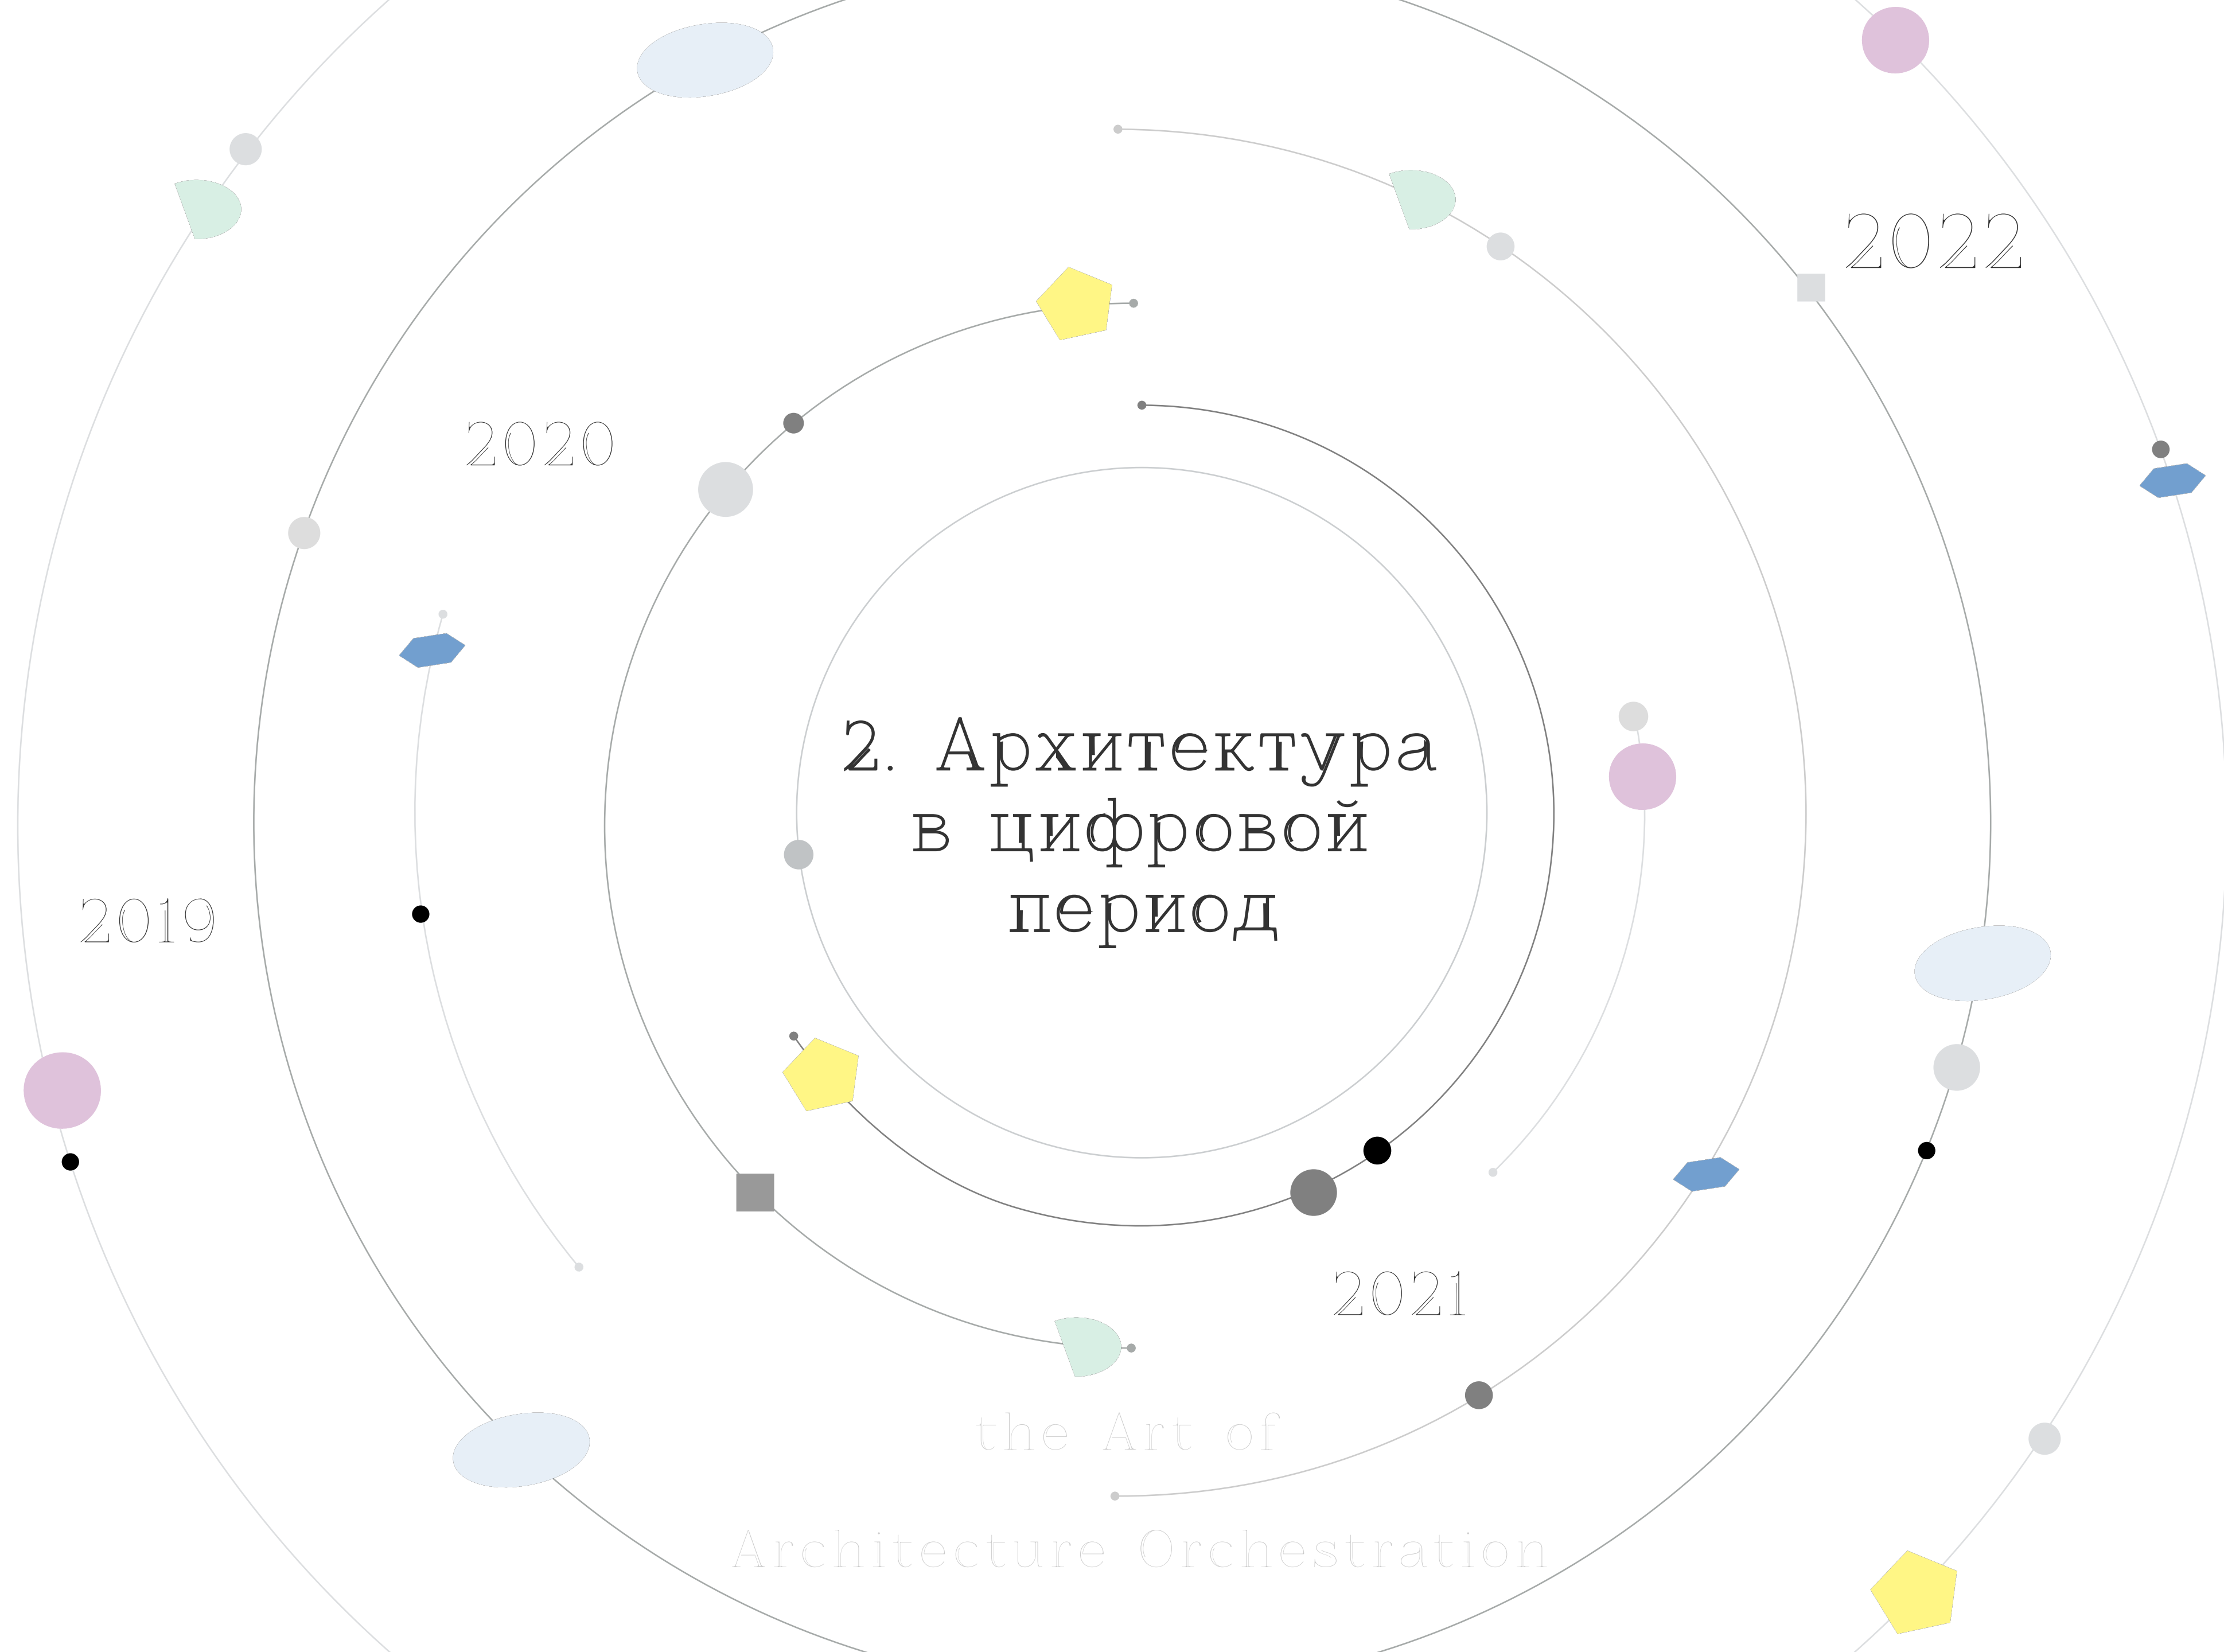 2022
2020
2. Архитектура
в цифровой
период
2019
2021
the Art of
Architecture Orchestration